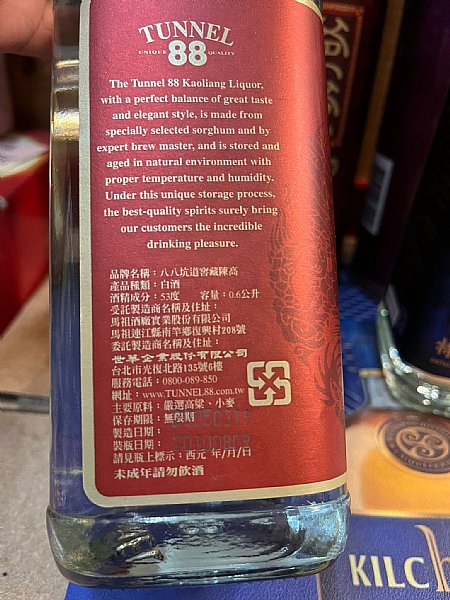 TUNNEL
UNIQUE 88 QUALITY
The Tunnel 88 Kaoliang Liquor,
with a perfect balance of great taste
and elegant style, is made from
specially selected sorghum and by
expert brew master, and is stored and
aged in natural environment with
proper temperature and humidity.
Under this unique storage process,
the best-quality spirits surely bring
our customers the incredible
drinking pleasure.
品牌名稱：八八坑道窖藏陳高
產品種類：白酒
酒精成分：53度 容量：0.6公升
受託製造商名稱及住址：
馬祖酒廠實業股份有限公司
馬祖連江縣南竿鄉復興村208號
委託製造商名稱及住址：
世華企業股份有限公司
台北市光復北路135號6樓
服務電話：0800-089-850
網址：www.TUNNEL88.com.tw
主要原料：嚴選高粱、小麥
保存期限：無限期
製造日期：
裝瓶日期：
請見瓶上標示：西元 年/月/日
未成年請勿飲酒
KILCh